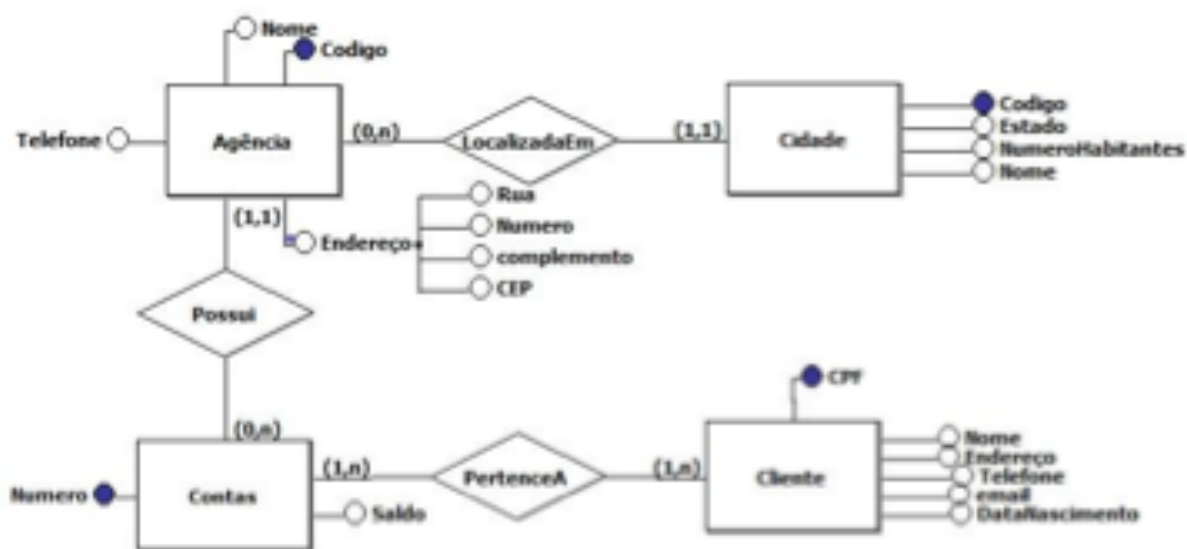 Nome
Codigo
Telefone
Agência
(0,n)
LocalizadaEm
(1,1)
Cidade
Codigo
Estado
NumeroHabitantes
Nome
(1,1)
Endereço
Rua
Numero
complemento
CEP
Possui
(0,n)
CPF
Numero
Contas
(1,n)
PertenceA
(1,n)
Cliente
Saldo
Nome
Endereço
Telefone
email
DataNascimento